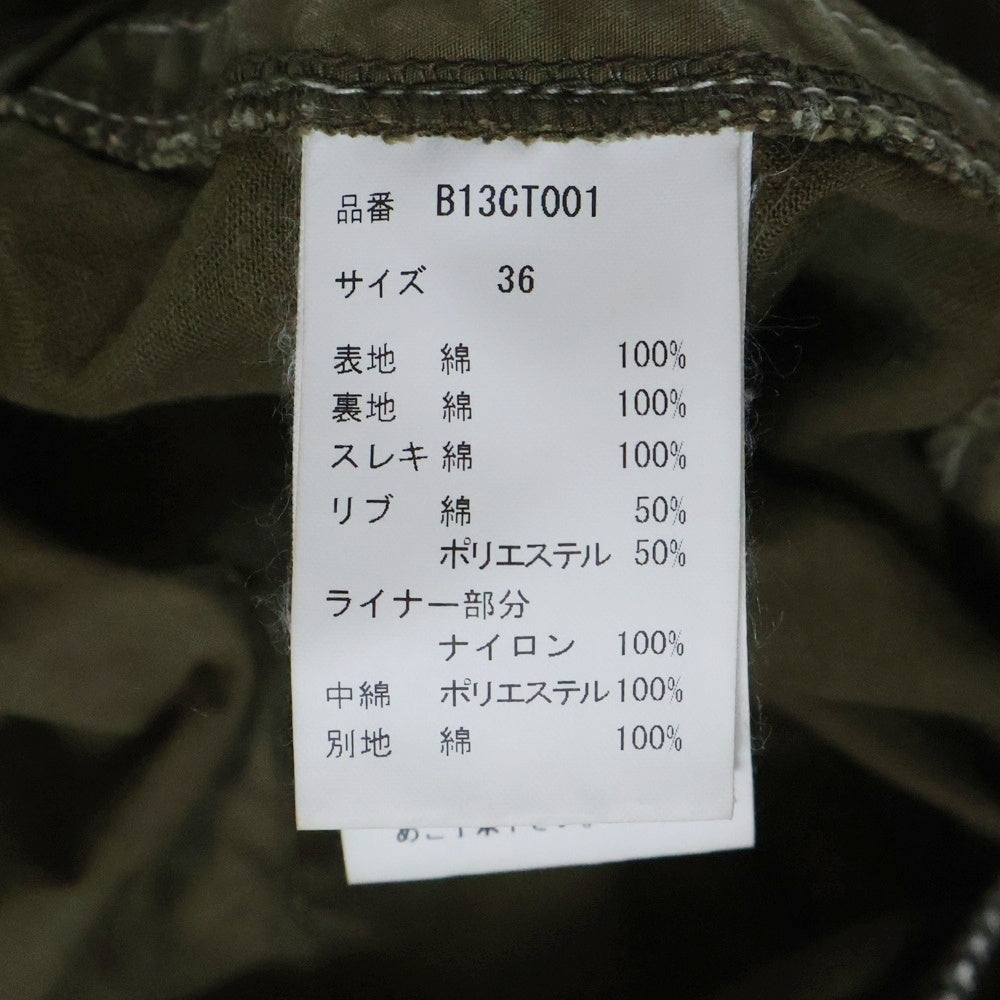 品番 B13CT001
サイズ 36
表地 綿 100%
裏地 綿 100%
スレキ 綿 100%
リブ 綿 50%
ポリエステル 50%
ライナー部分
ナイロン 100%
中綿 ポリエステル 100%
別地 綿 100%